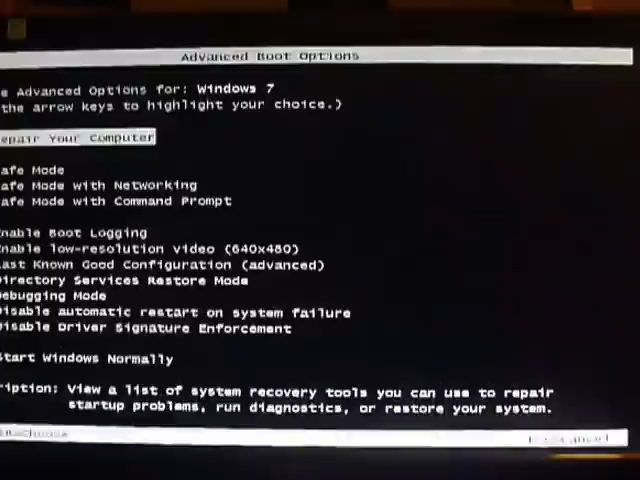 Advanced Boot Options
e Advanced Options for: Windows 7
the arrow keys to highlight your choice.)
epair Your Computer
afe Mode
afe Mode with Networking
afe Mode with Command Prompt
nable Boot Logging
nable low-resolution video (640x480)
ast Known Good Configuration (advanced)
irectory Services Restore Mode
ebugging Mode
isable automatic restart on system failure
isable Driver Signature Enforcement
tart Windows Normally
ription: View a list of system recovery tools you can use to repair
startup problems, run diagnostics, or restore your system.